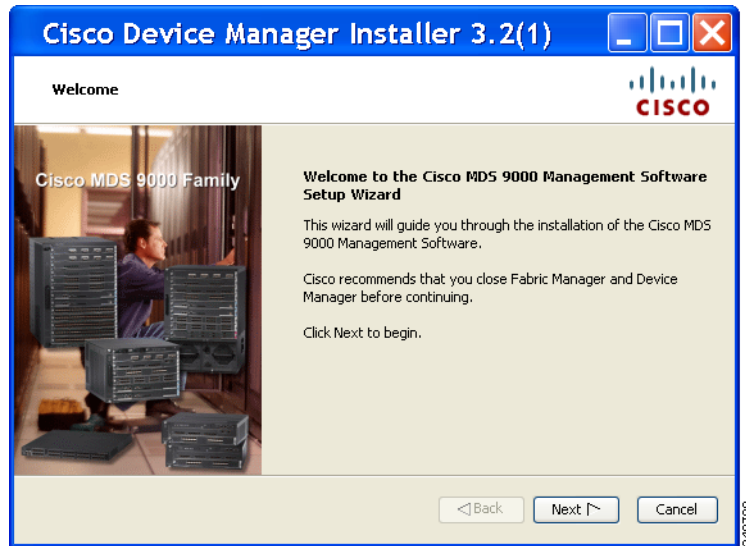 Cisco Device Manager Installer 3.2(1)
Welcome
CISCO
Cisco MDS 9000 Family
Welcome to the Cisco MDS 9000 Management Software
Setup Wizard
This wizard will guide you through the installation of the Cisco MDS
9000 Management Software.
Cisco recommends that you close Fabric Manager and Device
Manager before continuing.
Click Next to begin.
Back
Next
Cancel